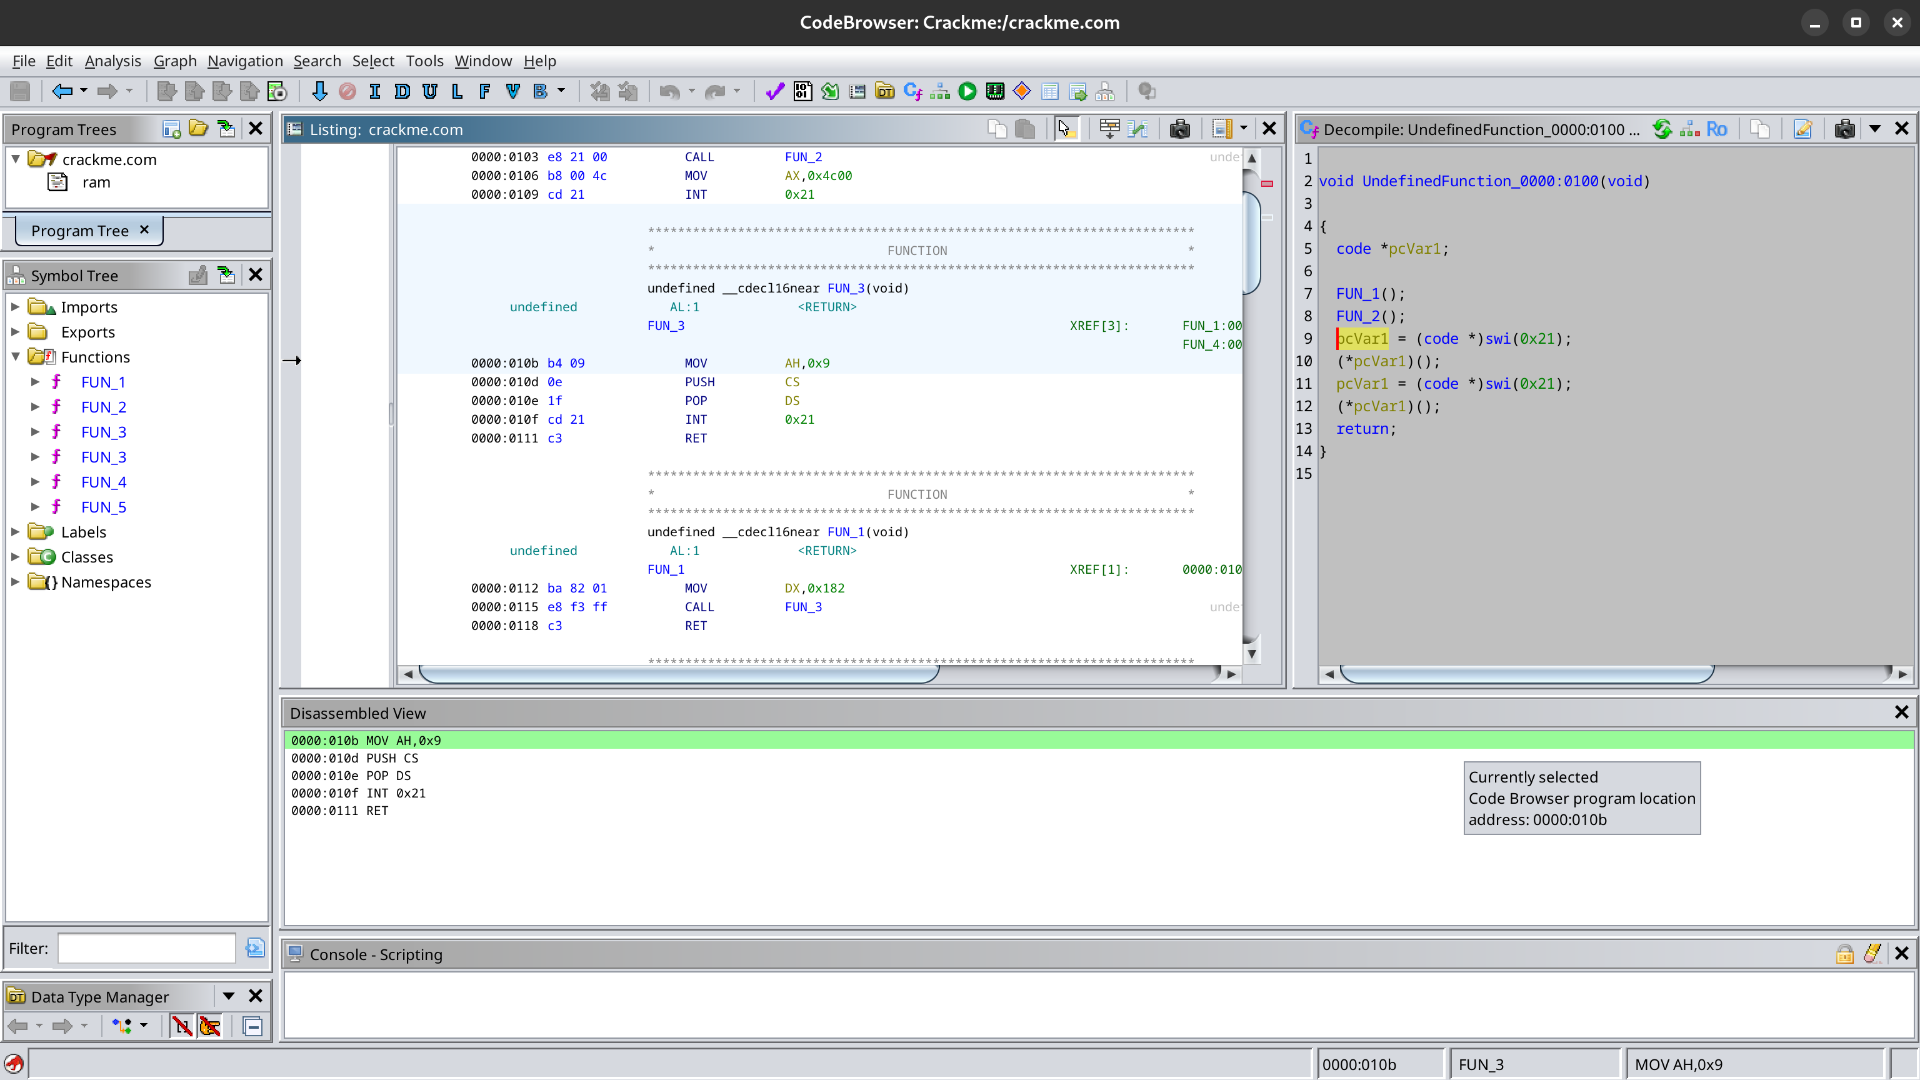 CodeBrowser: Crackme:/crackme.com
File Edit Analysis Graph Navigation Search Select Tools Window Help
I D U L F V B
Program Trees
crackme.com
ram
Program Tree
Symbol Tree
Imports
Exports
Functions
FUN_1
FUN_2
FUN_3
FUN_3
FUN_4
FUN_5
Labels
Classes
Namespaces
Filter:
Data Type Manager
Listing: crackme.com
0000:0103 e8 21 00 CALL FUN_2 unde
0000:0106 b8 00 4c MOV AX,0x4c00
0000:0109 cd 21 INT 0x21
*************************************************************************
* FUNCTION *
*************************************************************************
undefined __cdecl16near FUN_3(void)
undefined AL:1 <RETURN>
FUN_3 XREF[3]: FUN_1:00
FUN_4:00
0000:010b b4 09 MOV AH,0x9
0000:010d 0e PUSH CS
0000:010e 1f POP DS
0000:010f cd 21 INT 0x21
0000:0111 c3 RET
*************************************************************************
* FUNCTION *
*************************************************************************
undefined __cdecl16near FUN_1(void)
undefined AL:1 <RETURN>
FUN_1 XREF[1]: 0000:010
0000:0112 ba 82 01 MOV DX,0x182
0000:0115 e8 f3 ff CALL FUN_3 unde
0000:0118 c3 RET
*************************************************************************
Decompile: UndefinedFunction_0000:0100 ...
Ro
1
2 void UndefinedFunction_0000:0100(void)
3
4 {
5 code *pcVar1;
6
7 FUN_1();
8 FUN_2();
9 pcVar1 = (code *)swi(0x21);
10 (*pcVar1)();
11 pcVar1 = (code *)swi(0x21);
12 (*pcVar1)();
13 return;
14 }
15
Disassembled View
0000:010b MOV AH,0x9
0000:010d PUSH CS
0000:010e POP DS
0000:010f INT 0x21
0000:0111 RET
Currently selected
Code Browser program location
address: 0000:010b
Console - Scripting
0000:010b FUN_3 MOV AH,0x9